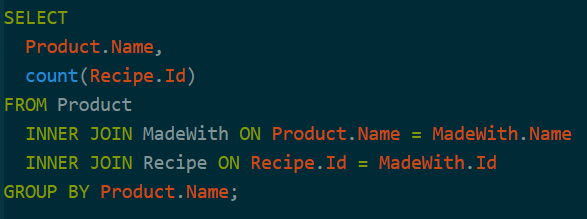 SELECT
  Product.Name,
  count(Recipe.Id)
FROM Product
  INNER JOIN MadeWith ON Product.Name = MadeWith.Name
  INNER JOIN Recipe ON Recipe.Id = MadeWith.Id
GROUP BY Product.Name;